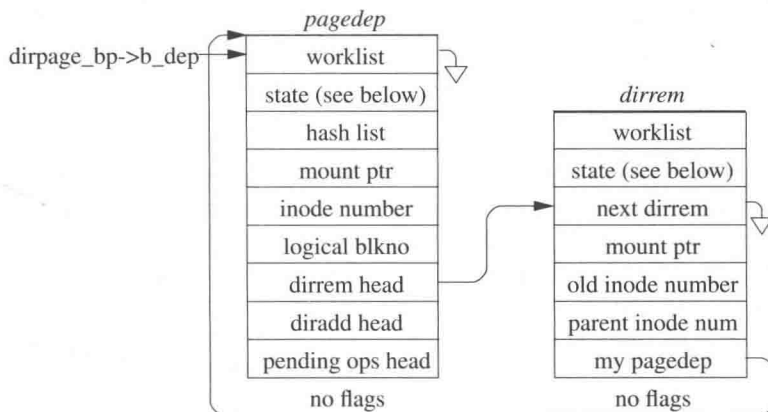 pagedep
dirpage_bp->b_dep
worklist
state (see below)
hash list
mount ptr
inode number
logical blkno
dirrem head
diradd head
pending ops head
no flags
dirrem
worklist
state (see below)
next dirrem
mount ptr
old inode number
parent inode num
my pagedep
no flags